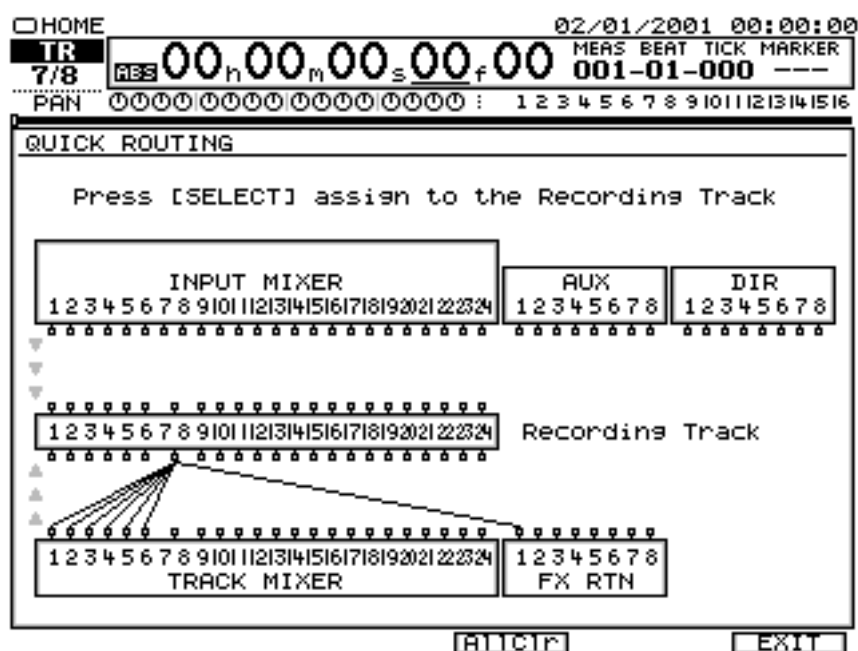 HOME 02/01/2001 00:00:00
TR MEAS BEAT TICK MARKER
7/8 ABS 00h00m00s00f00 001-01-000 ---
PAN 1 2 3 4 5 6 7 8 9 10 11 12 13 14 15 16
QUICK ROUTING
Press [SELECT] assign to the Recording Track
INPUT MIXER AUX DIR
1 2 3 4 5 6 7 8 9 10 11 12 13 14 15 16 17 18 19 20 21 22 23 24 1 2 3 4 5 6 7 8 1 2 3 4 5 6 7 8
1 2 3 4 5 6 7 8 9 10 11 12 13 14 15 16 17 18 19 20 21 22 23 24 Recording Track
1 2 3 4 5 6 7 8 9 10 11 12 13 14 15 16 17 18 19 20 21 22 23 24 1 2 3 4 5 6 7 8
TRACK MIXER FX RTN
AllClr EXIT